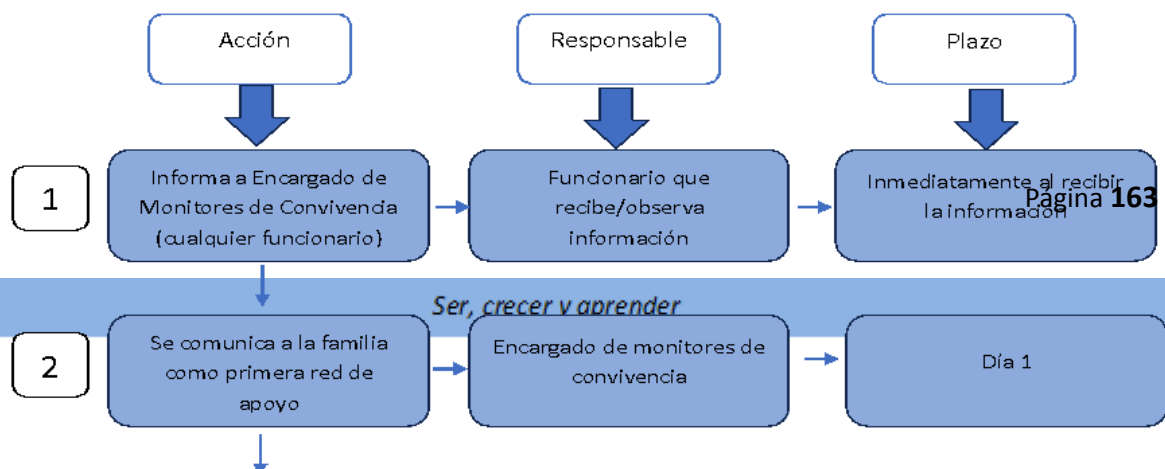 Acción
Responsable
Plazo
1
Informa a Encargado de
Monitores de Convivencia
(cualquier funcionario)
Funcionario que
recibe/observa
información
Inmediatamente al recibir
la información
Página 163
Ser, crecer y aprender
2
Se comunica a la familia
como primera red de
apoyo
Encargado de monitores de
convivencia
Día 1